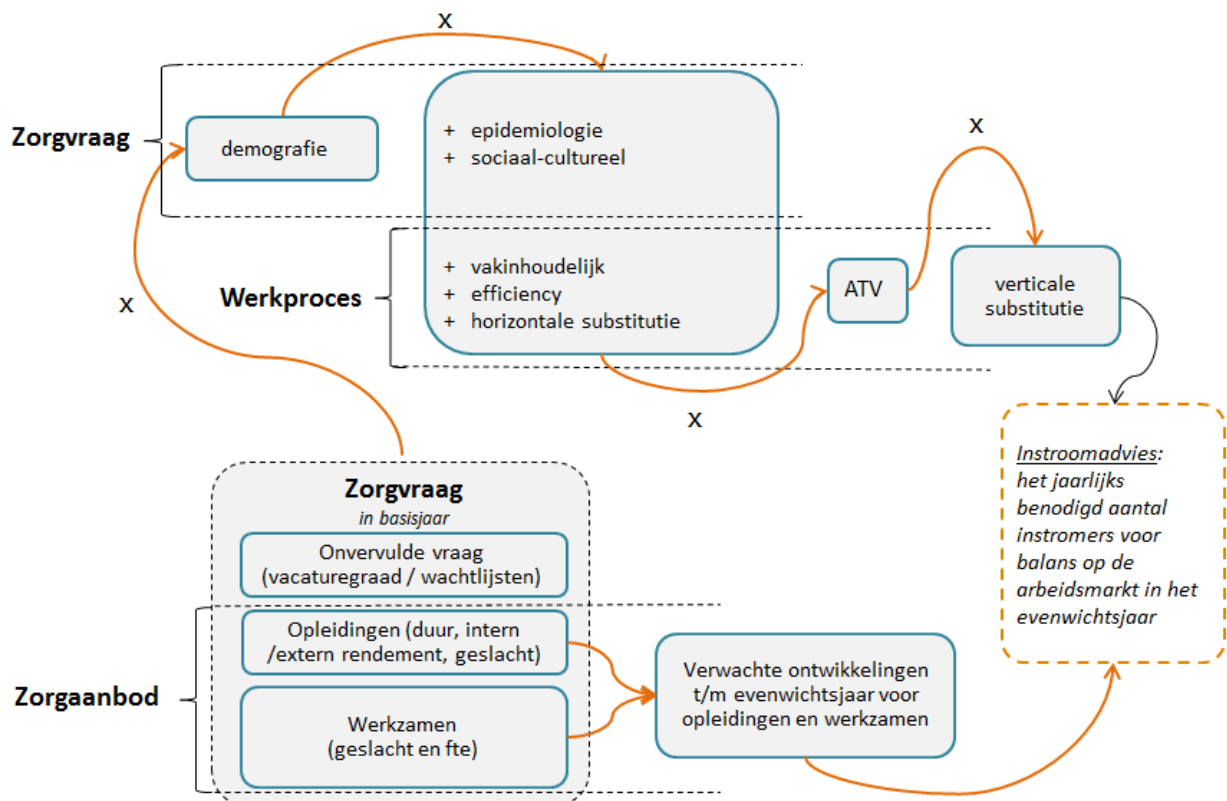 x
x
Zorgvraag
demografie
+ epidemiologie
+ sociaal-cultureel
Werkproces
+ vakinhoudelijk
+ efficiency
+ horizontale substitutie
ATV
verticale
substitutie
x
x
Zorgvraag
in basisjaar
Onvervulde vraag
(vacaturegraad / wachtlijsten)
Zorgaanbod
Opleidingen (duur, intern
/extern rendement, geslacht)
Werkzamen
(geslacht en fte)
Verwachte ontwikkelingen
t/m evenwichtsjaar voor
opleidingen en werkzamen
Instroomadvies:
het jaarlijks
benodigd aantal
instromers voor
balans op de
arbeidsmarkt in het
evenwichtsjaar